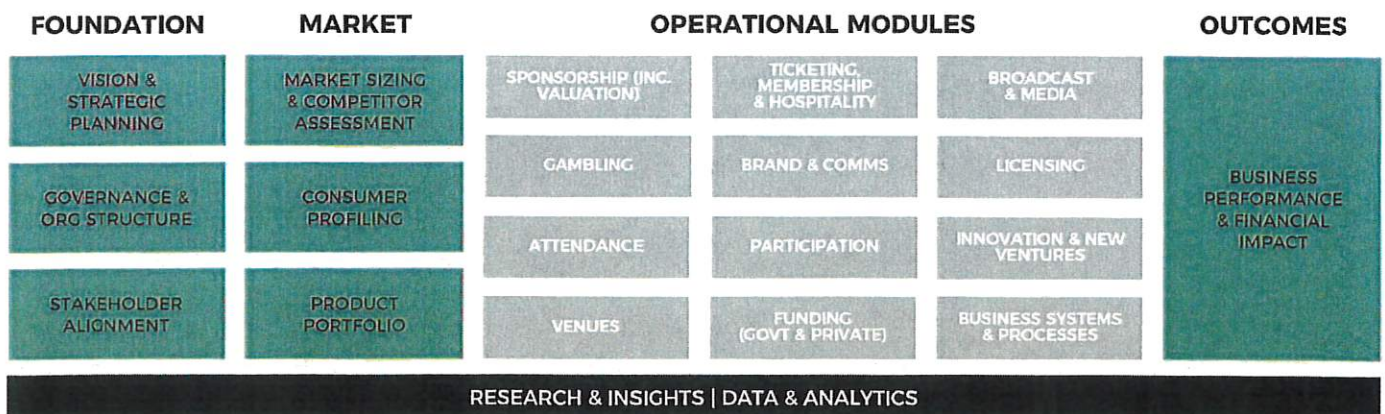 FOUNDATION
MARKET
OPERATIONAL MODULES
OUTCOMES
VISION &
STRATEGIC
PLANNING
MARKET SIZING
& COMPETITOR
ASSESSMENT
SPONSORSHIP (INC.
VALUATION)
TICKETING,
MEMBERSHIP
& HOSPITALITY
BROADCAST
& MEDIA
GAMBLING
BRAND & COMMS
LICENSING
GOVERNANCE &
ORG STRUCTURE
CONSUMER
PROFILING
ATTENDANCE
PARTICIPATION
INNOVATION & NEW
VENTURES
STAKEHOLDER
ALIGNMENT
PRODUCT
PORTFOLIO
VENUES
FUNDING
(GOVT & PRIVATE)
BUSINESS SYSTEMS
& PROCESSES
BUSINESS
PERFORMANCE
& FINANCIAL
IMPACT
RESEARCH & INSIGHTS | DATA & ANALYTICS